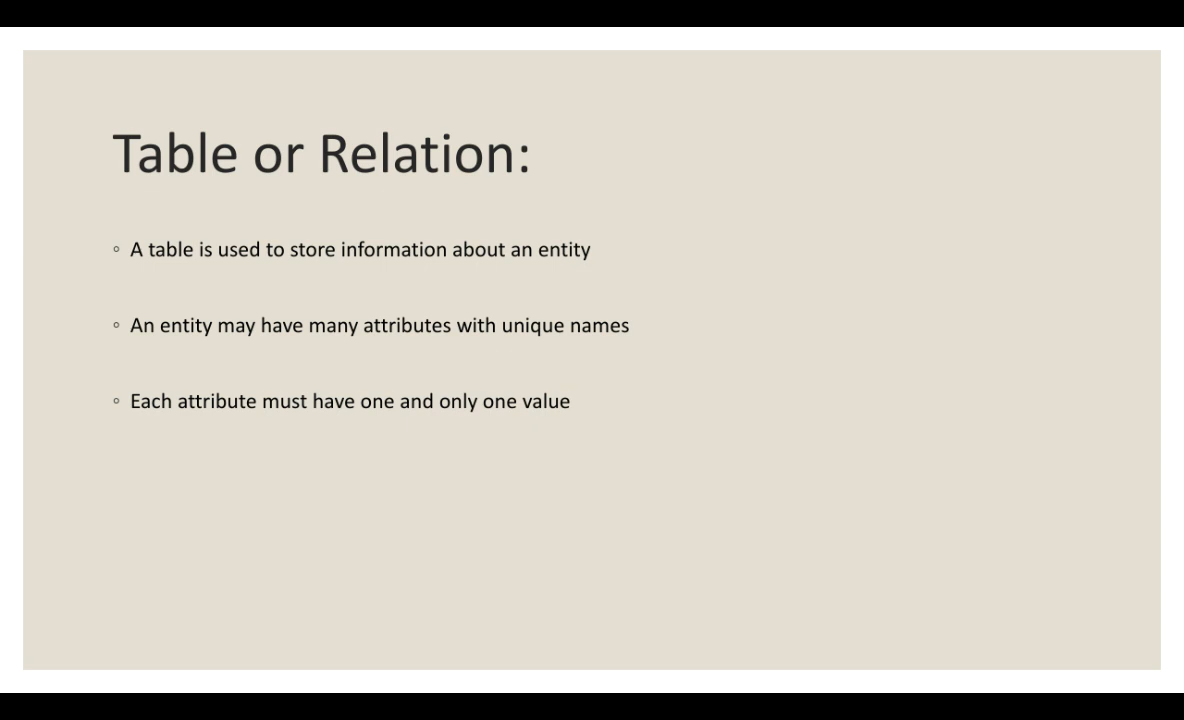 Table or Relation:
◦ A table is used to store information about an entity
◦ An entity may have many attributes with unique names
◦ Each attribute must have one and only one value